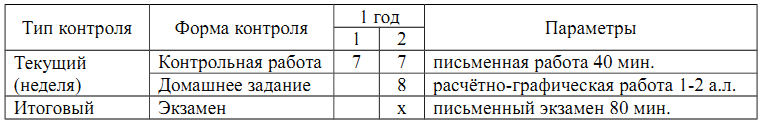 Тип контроля Форма контроля 1 год Параметры
1 2
Текущий Контрольная работа 7 7 письменная работа 40 мин.
(неделя) Домашнее задание 8 расчётно-графическая работа 1-2 а.л.
Итоговый Экзамен х письменный экзамен 80 мин.